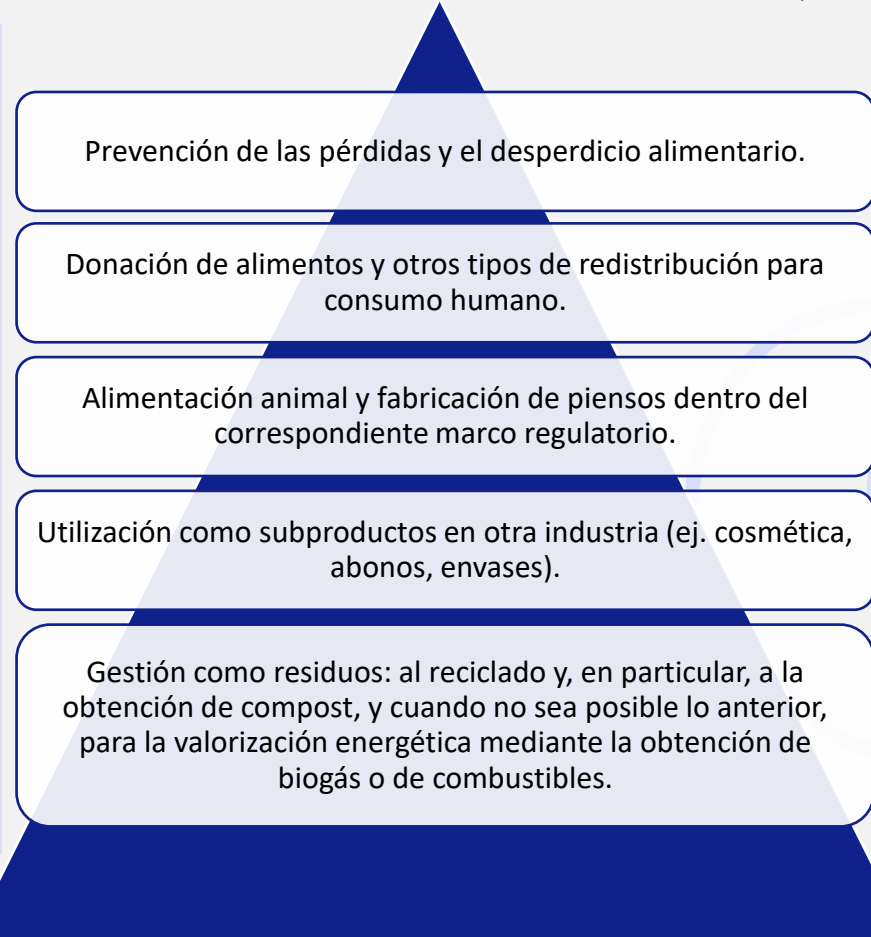 Prevención de las pérdidas y el desperdicio alimentario.
Donación de alimentos y otros tipos de redistribución para
consumo humano.
Alimentación animal y fabricación de piensos dentro del
correspondiente marco regulatorio.
Utilización como subproductos en otra industria (ej. cosmética,
abonos, envases).
Gestión como residuos: al reciclado y, en particular, a la
obtención de compost, y cuando no sea posible lo anterior,
para la valorización energética mediante la obtención de
biogás o de combustibles.